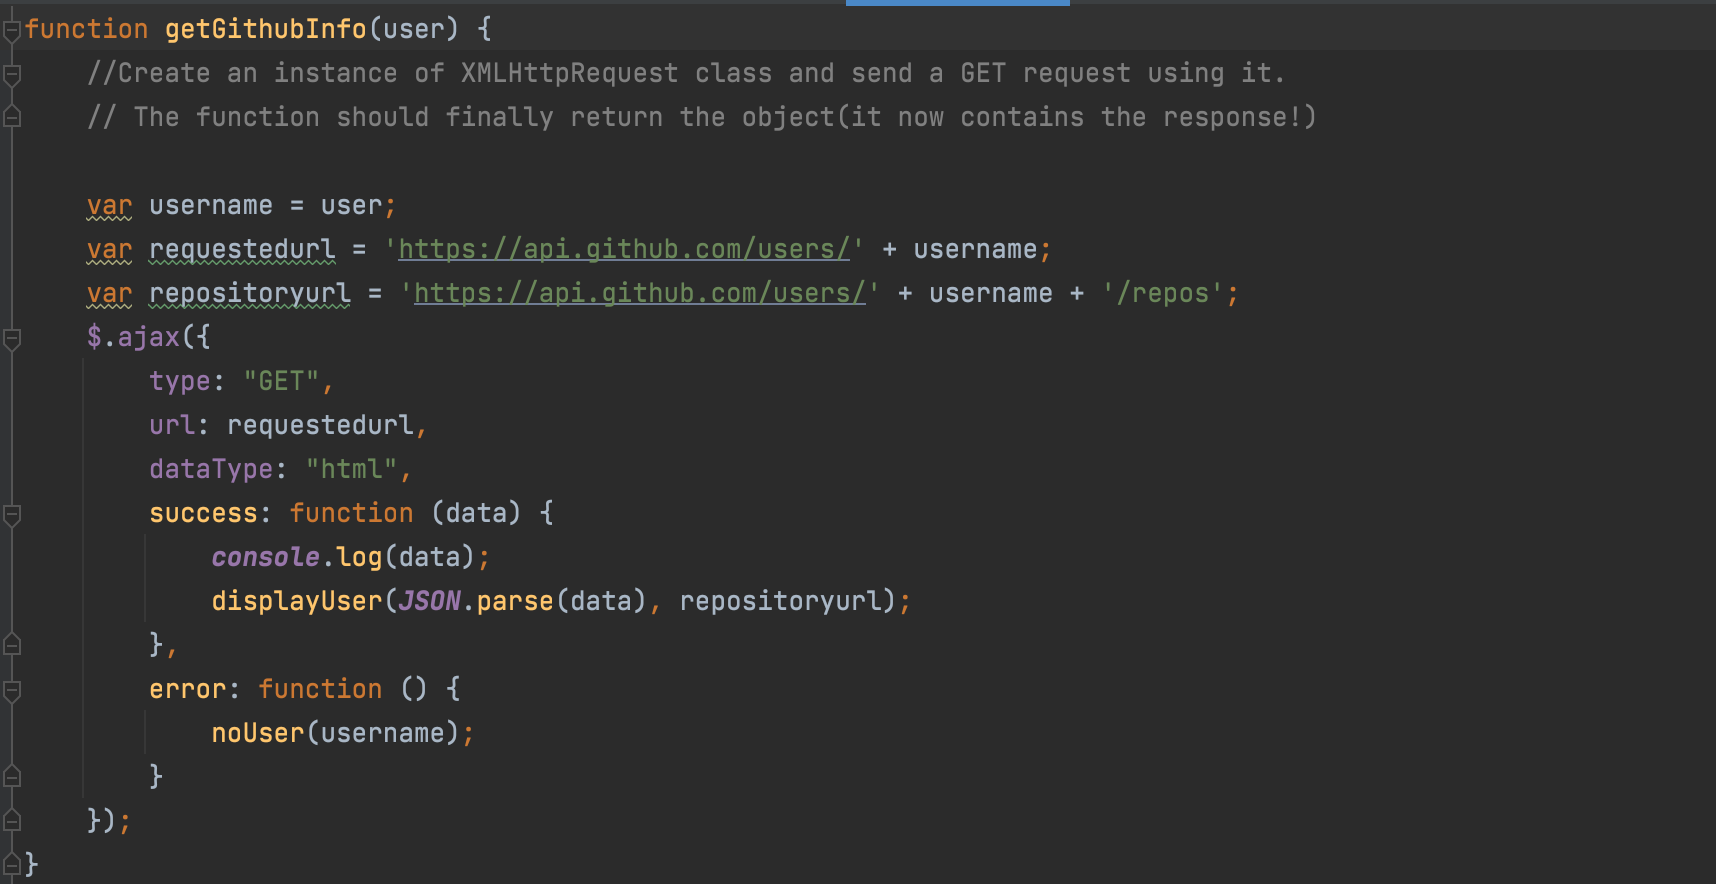 function getGithubInfo(user) {
    //Create an instance of XMLHttpRequest class and send a GET request using it.
    // The function should finally return the object(it now contains the response!)

    var username = user;
    var requestedurl = 'https://api.github.com/users/' + username;
    var repositoryurl = 'https://api.github.com/users/' + username + '/repos';
    $.ajax({
        type: "GET",
        url: requestedurl,
        dataType: "html",
        success: function (data) {
            console.log(data);
            displayUser(JSON.parse(data), repositoryurl);
        },
        error: function () {
            noUser(username);
        }
    });
}